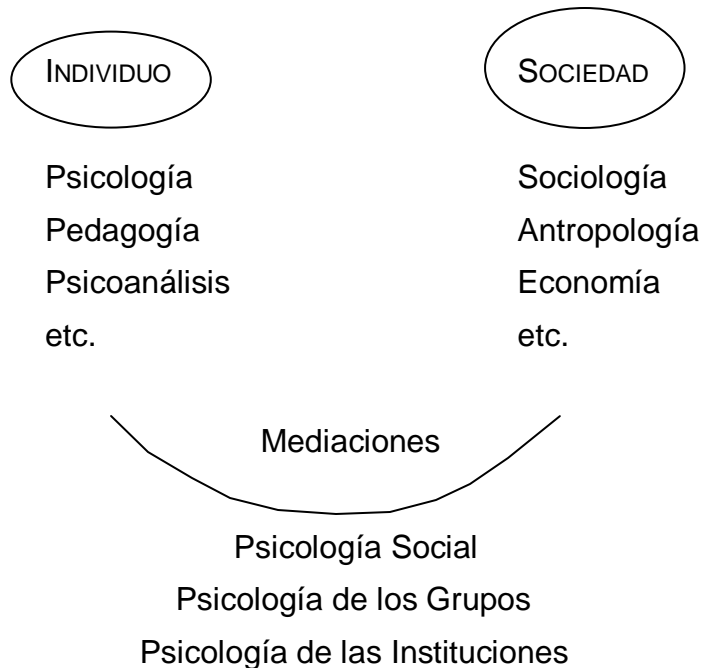 INDIVIDUO
Psicología
Pedagogía
Psicoanálisis
etc.
SOCIEDAD
Sociología
Antropología
Economía
etc.
Mediaciones
Psicología Social
Psicología de los Grupos
Psicología de las Instituciones